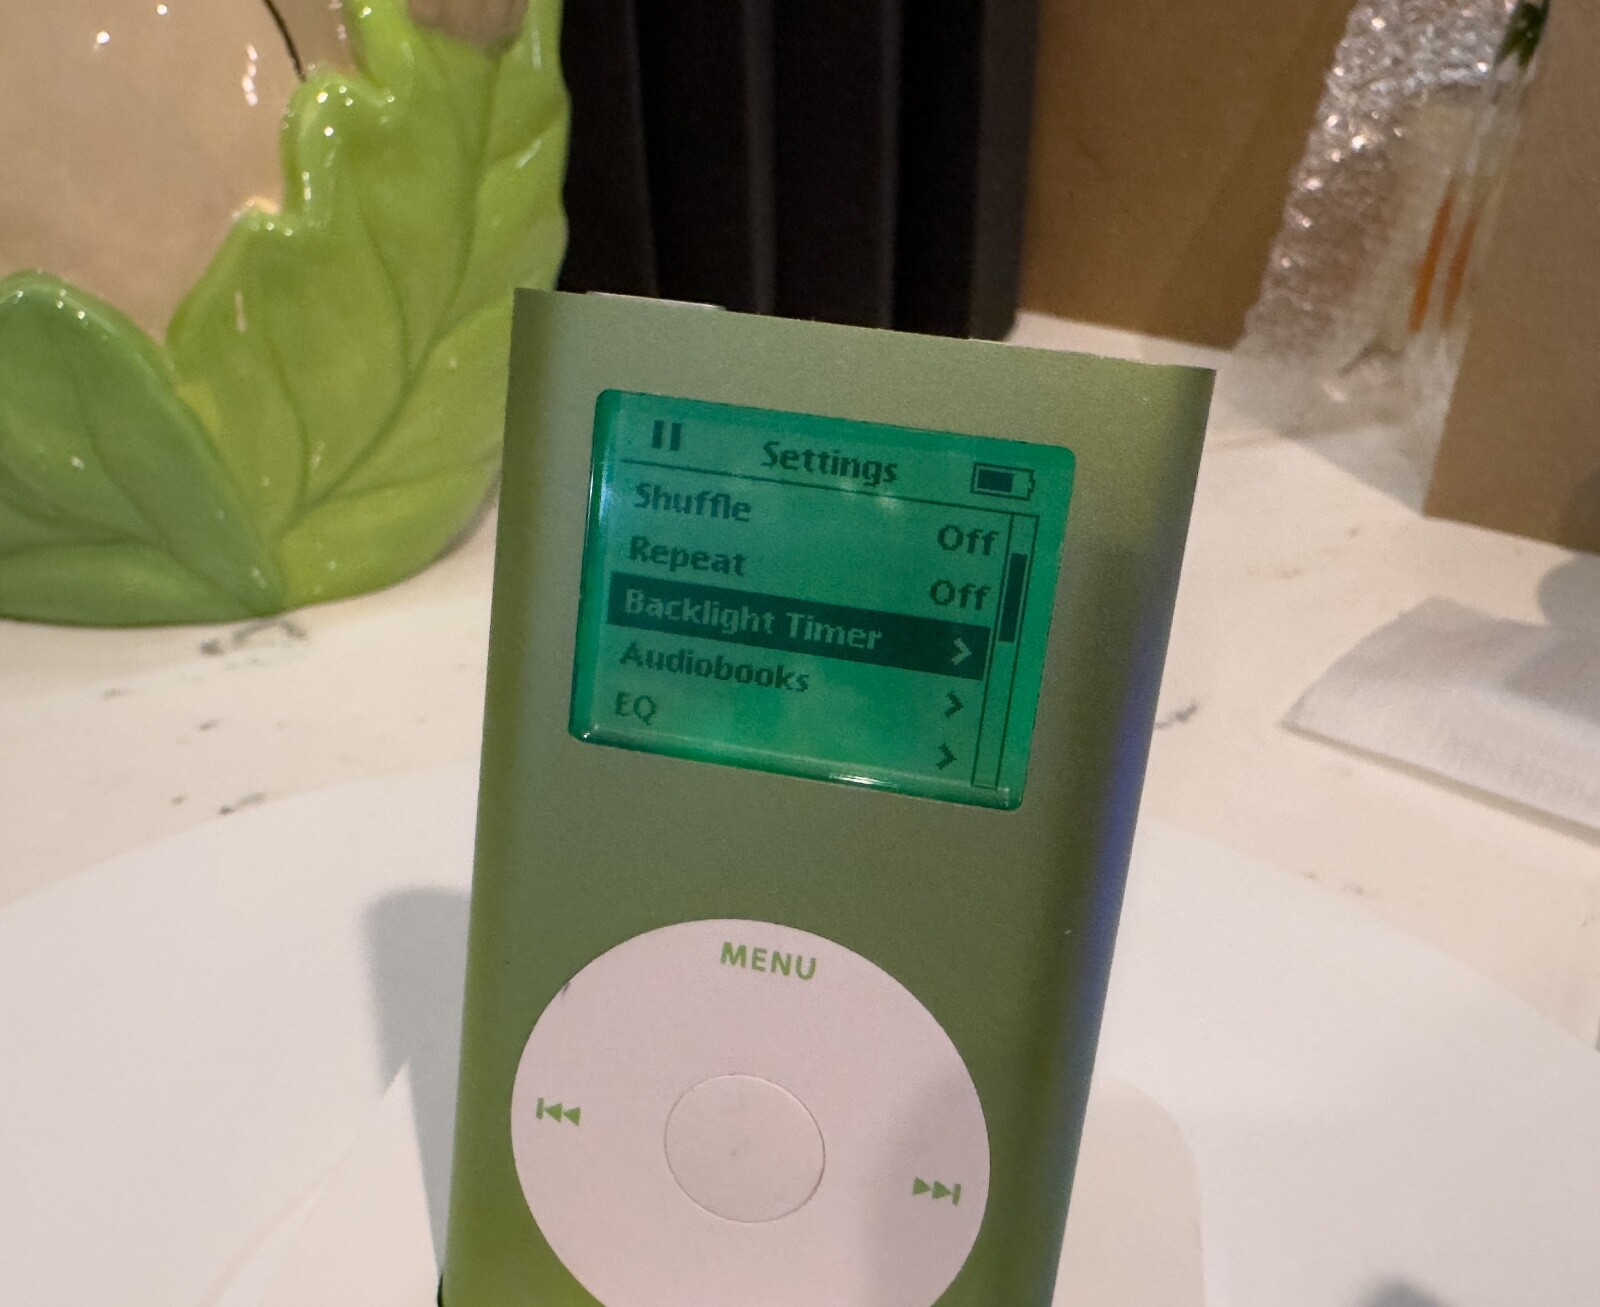 Settings
Shuffle Off
Repeat Off
Backlight Timer
Audiobooks
EQ
MENU